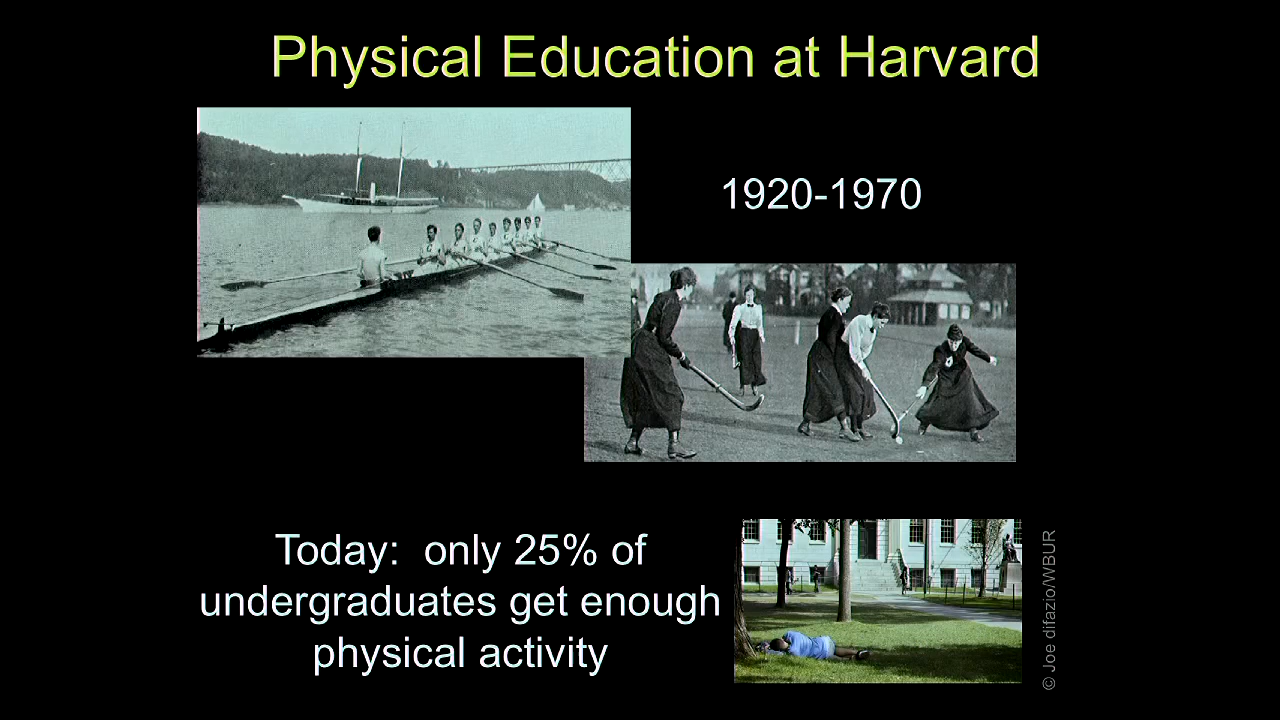 Physical Education at Harvard
1920-1970
Today: only 25% of
undergraduates get enough
physical activity
© Joe difazio/WBUR